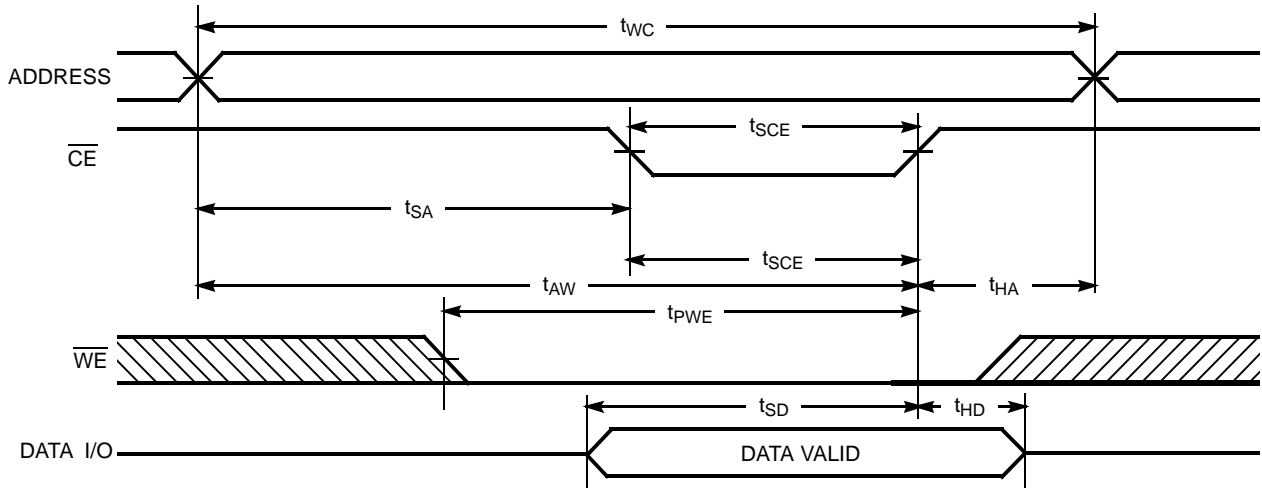 tWC
ADDRESS
tSCE
CE
tSA
tSCE
tAW
tHA
tPWE
WE
tSD
tHD
DATA I/O
DATA VALID